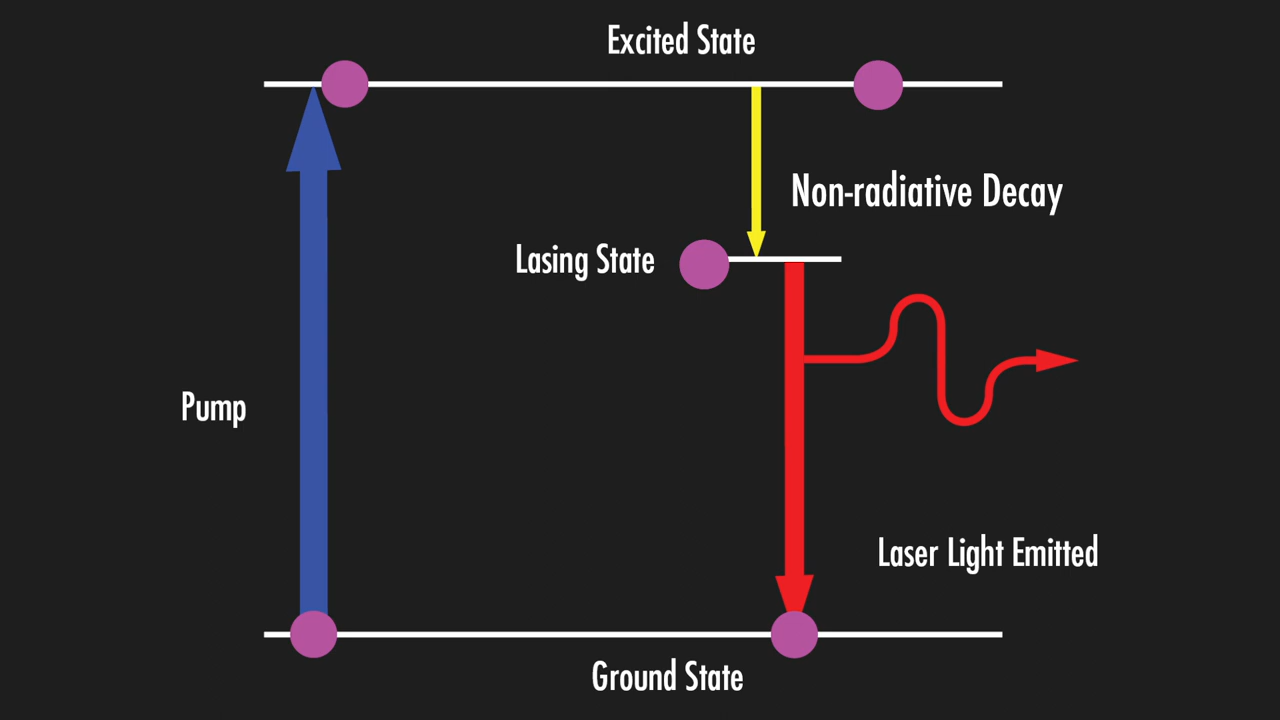 Excited State
Non-radiative Decay
Lasing State
Pump
Laser Light Emitted
Ground State